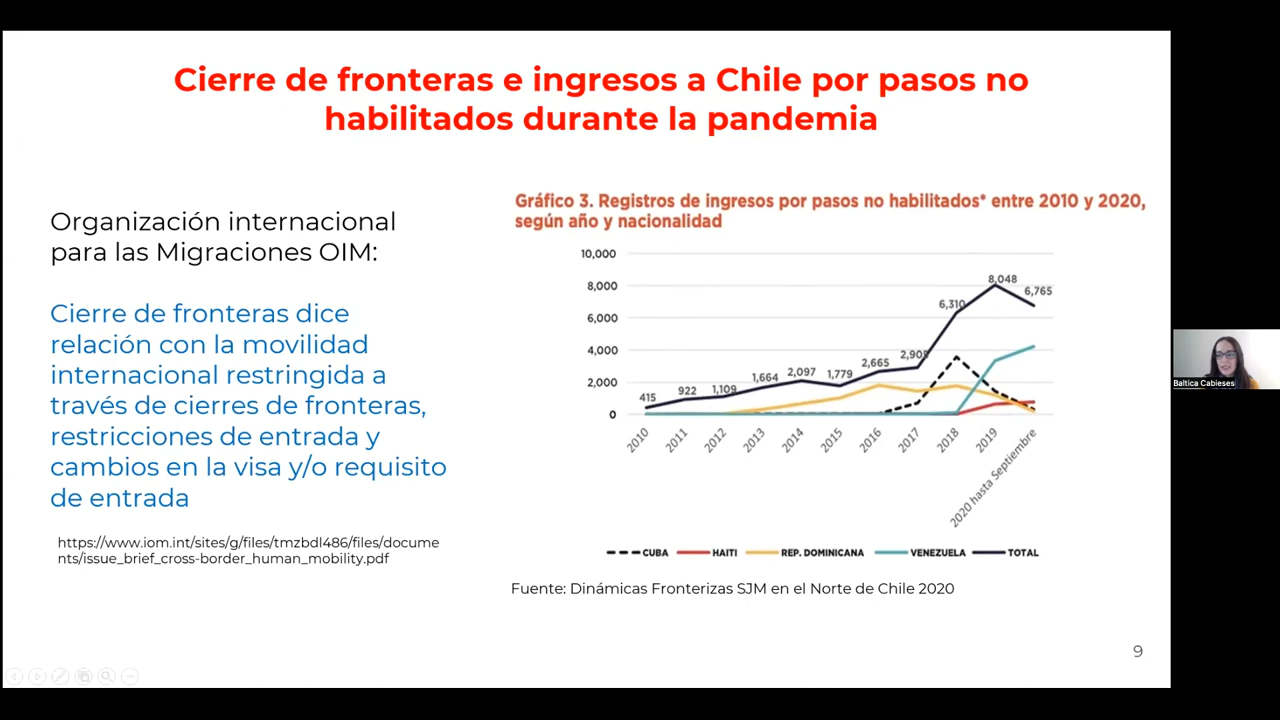 Cierre de fronteras e ingresos a Chile por pasos no
habilitados durante la pandemia
Organización internacional
para las Migraciones OIM:
Cierre de fronteras dice
relación con la movilidad
internacional restringida a
través de cierres de fronteras,
restricciones de entrada y
cambios en la visa y/o requisito
de entrada
https://www.iom.int/sites/g/files/tmzbdl486/files/docume
nts/issue_brief_cross-border_human_mobility.pdf
Gráfico 3. Registros de ingresos por pasos no habilitados* entre 2010 y 2020,
según año y nacionalidad
10,000
8,000
6,000
4,000
2,000
0
415
922
1,109
1,664
2,097
1,779
2,665
2,905
6,310
8,048
6,765
2010
2011
2012
2013
2014
2015
2016
2017
2018
2019
2020 hasta Septiembre
CUBA HAITI REP. DOMINICANA VENEZUELA TOTAL
Fuente: Dinámicas Fronterizas SJM en el Norte de Chile 2020
9
Baltica Cabieses